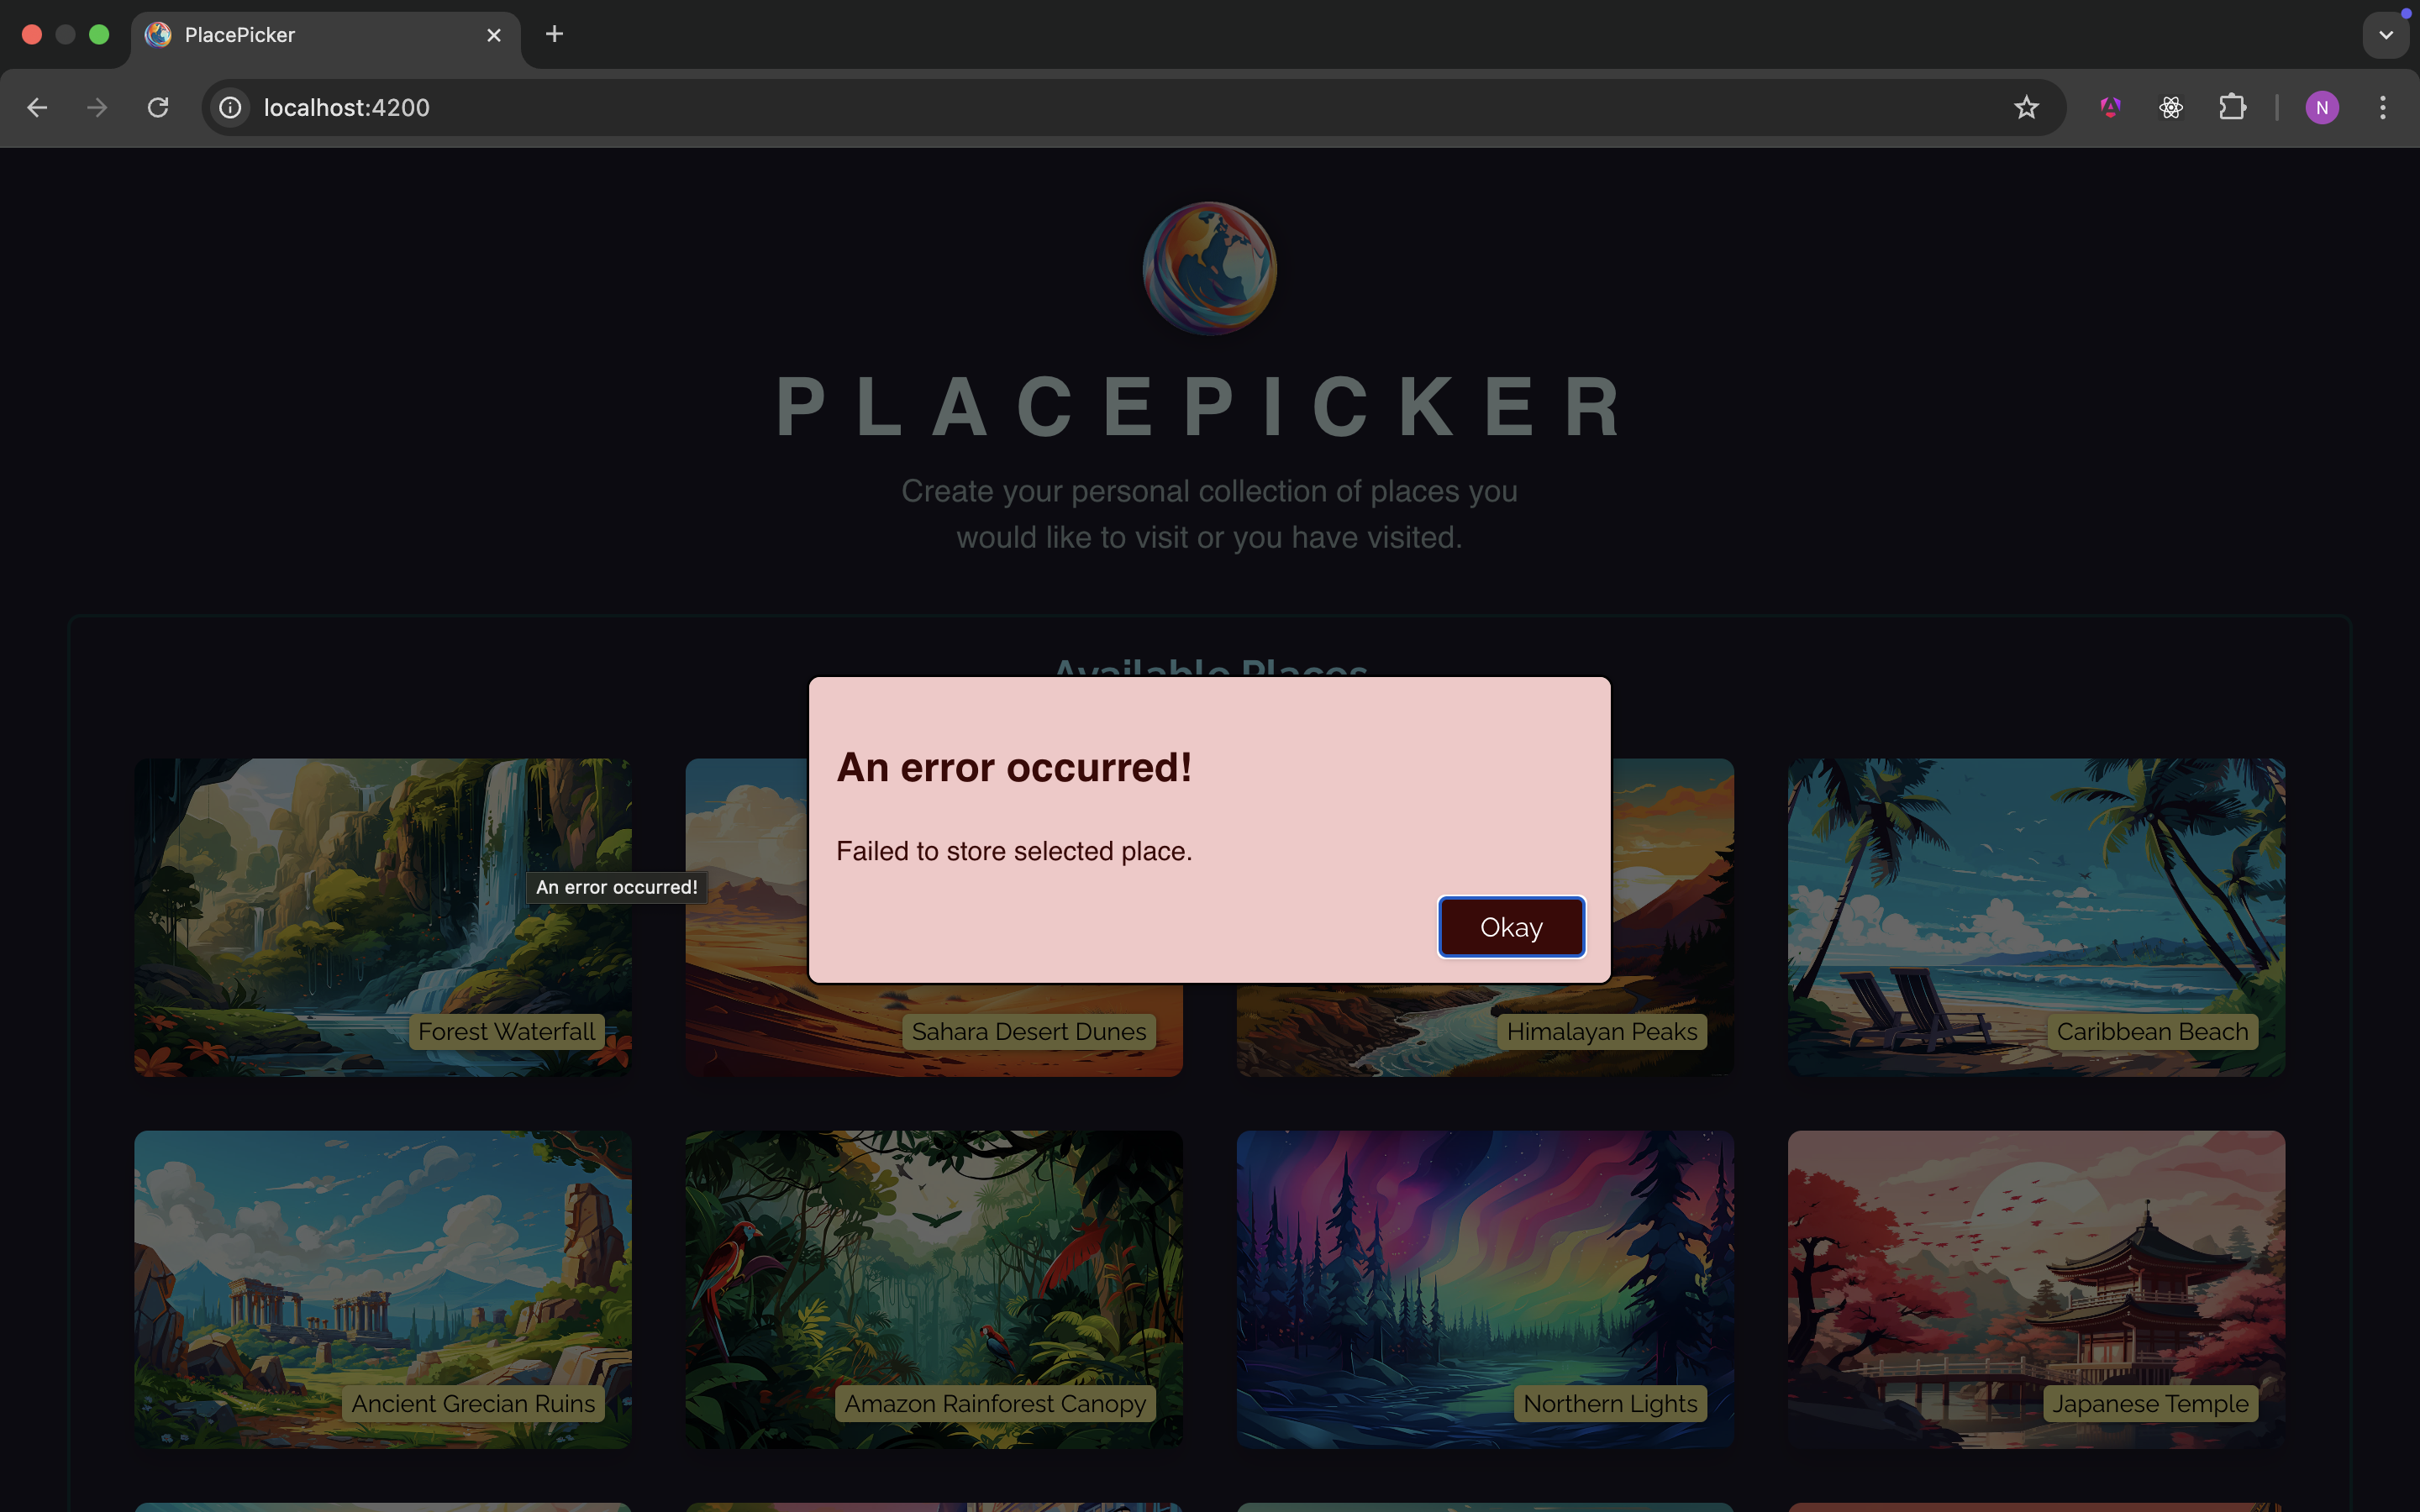 PlacePicker
localhost:4200
N
PLACEPICKER
Create your personal collection of places you
would like to visit or you have visited.
Available Places
An error occurred!
Failed to store selected place.
An error occurred!
Okay
Forest Waterfall
Sahara Desert Dunes
Himalayan Peaks
Caribbean Beach
Ancient Grecian Ruins
Amazon Rainforest Canopy
Northern Lights
Japanese Temple